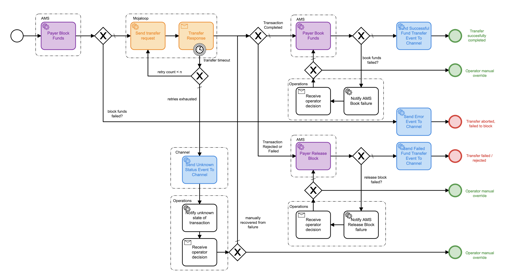 AMS
Payer Block
Funds
Mojaloop
Send transfer
request
Transfer
Response
transfer timeout
retry count < n
retries exhausted
block funds
failed?
Transaction
Completed
AMS
Payer Book
Funds
book funds
failed?
Operations
Receive
operator
decision
Notify AMS
Book failure
Send Successful
Fund Transfer
Event To
Channel
Transfer
successfully
completed
Operator manual
override
Send Error
Event To
Channel
Transfer aborted,
failed to block
Transaction
Rejected or
Failed
AMS
Payer Release
Block
release block
failed?
Send Failed
Fund Transfer
Event To
Channel
Transfer failed /
rejected
Operator manual
override
Operations
Receive
operator
decision
Notify AMS
Release Block
failure
Channel
Send Unknown
Status Event To
Channel
Operations
Notify unknown
state of
transaction
Receive
operator
decision
manually
recovered from
failure
Operator manual
override